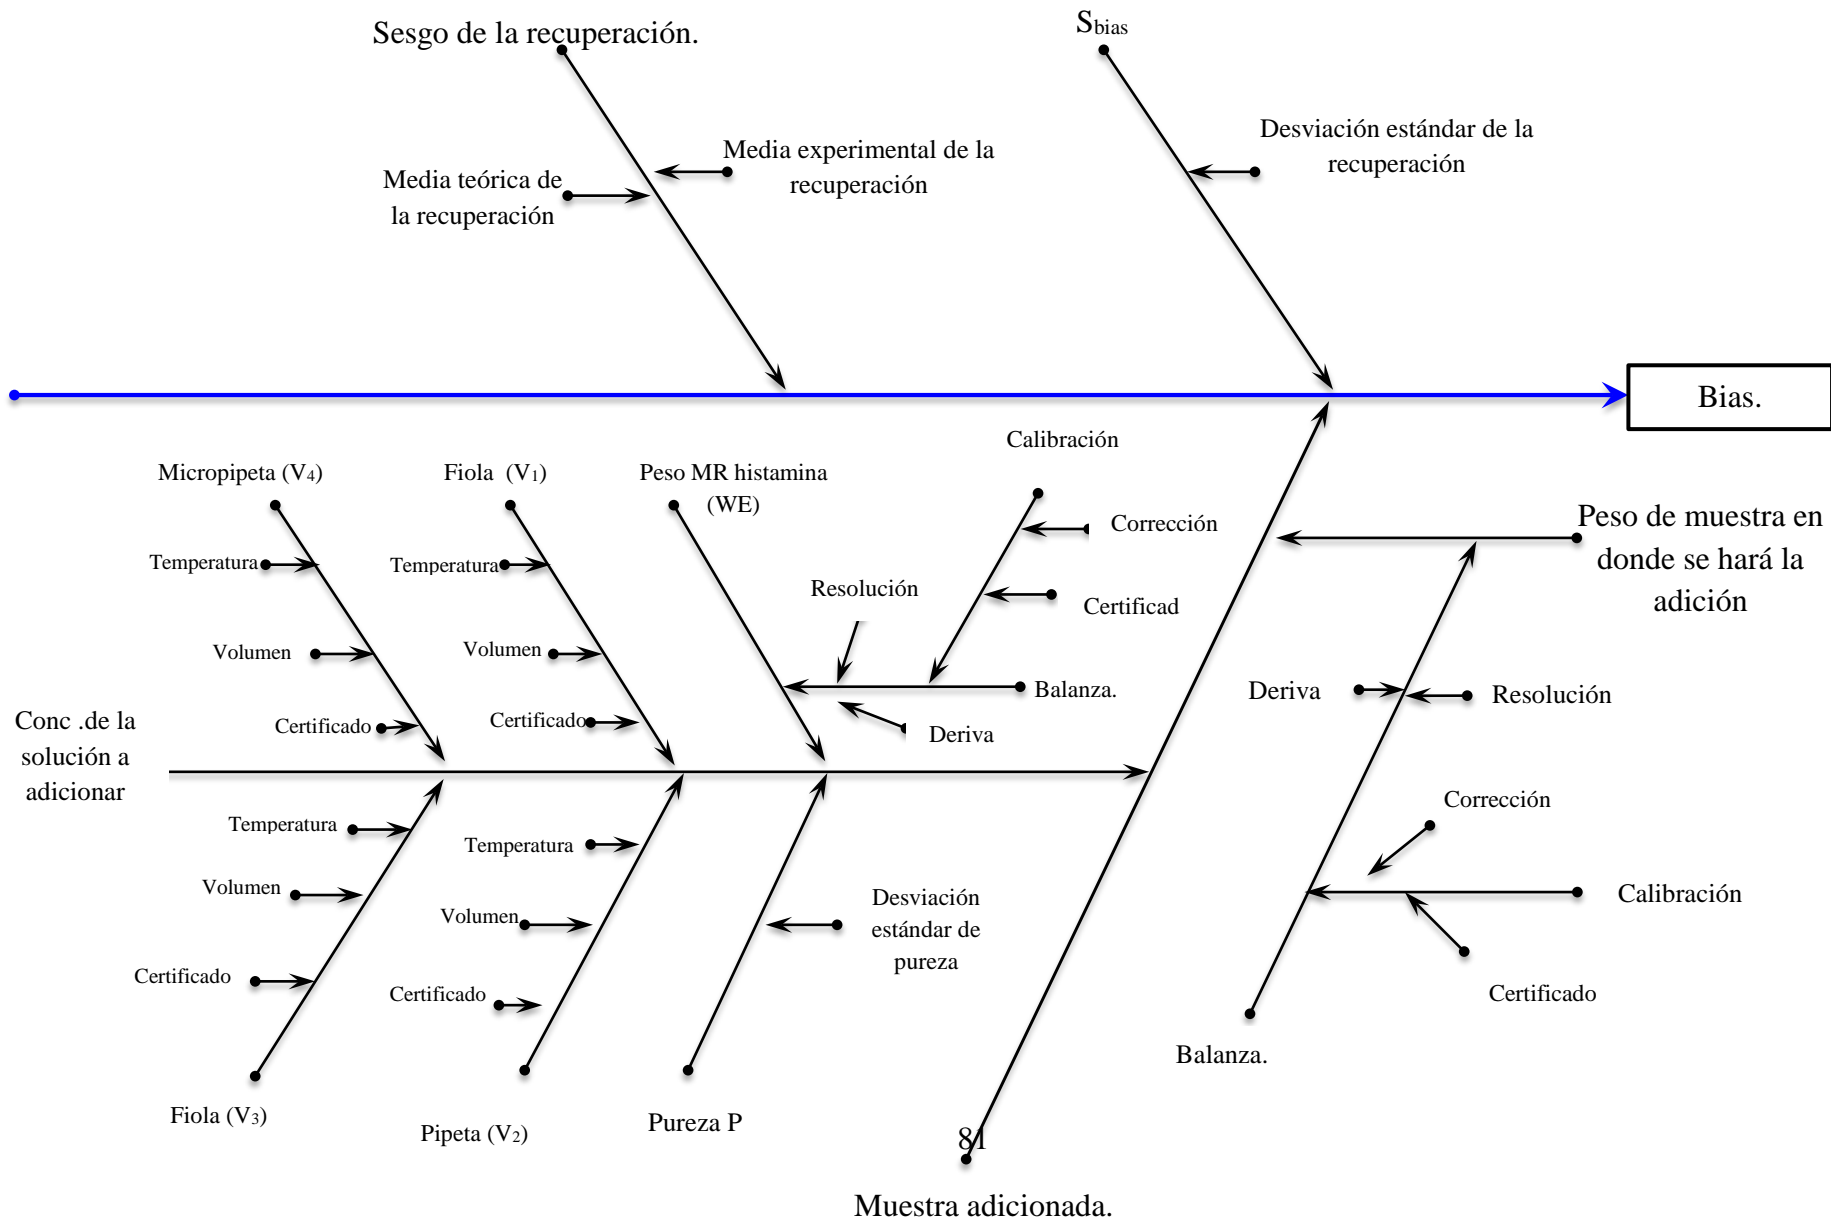 Sesgo de la recuperación.
S_bias
Desviación estándar de la
recuperación
Media experimental de la
recuperación
Media teórica de
la recuperación
Bias.
Calibración
Micropipeta (V₄)
Fiola (V₁)
Peso MR histamina
(WE)
Corrección
Peso de muestra en
donde se hará la
adición
Temperatura
Temperatura
Resolución
Certificad
Volumen
Volumen
Balanza.
Deriva
Resolución
Conc .de la
solución a
adicionar
Certificado
Certificado
Deriva
Temperatura
Temperatura
Corrección
Volumen
Volumen
Desviación
estándar de
pureza
Calibración
Certificado
Certificado
Certificado
Balanza.
Fiola (V₃)
Pipeta (V₂)
Pureza P
81
Muestra adicionada.